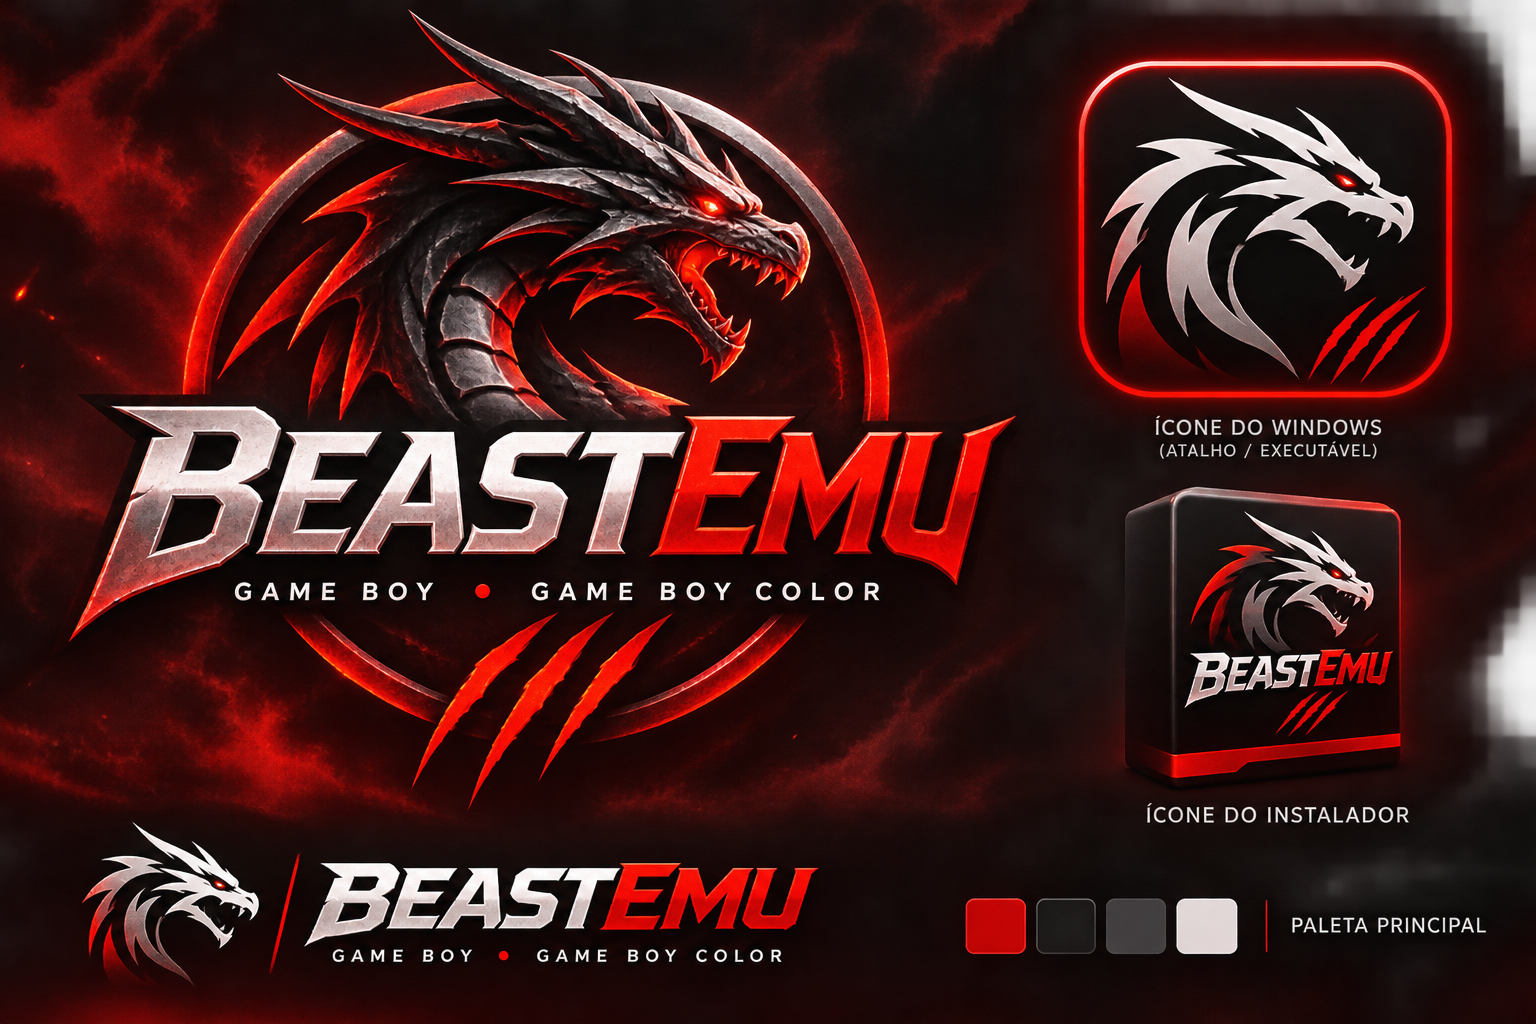 BEASTEMU
GAME BOY • GAME BOY COLOR
ÍCONE DO WINDOWS
(ATALHO / EXECUTÁVEL)
BEASTEMU
ÍCONE DO INSTALADOR
BEASTEMU
GAME BOY • GAME BOY COLOR
PALETA PRINCIPAL